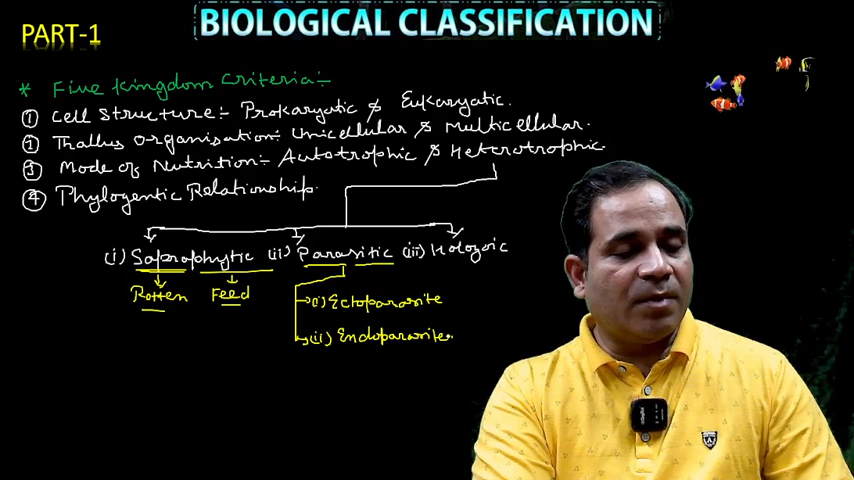 PART-1
BIOLOGICAL CLASSIFICATION
* Five Kingdom Criteria:-
① Cell Structure:- Prokaryotic & Eukaryotic.
② Thallus Organisation:- Unicellular & Multicellular.
③ Mode of Nutrition:- Autotrophic & Heterotrophic.
④ Phylogentic Relationship.
(i) Saprophytic (ii) Parasitic (iii) Holozoic
Rotten Feed
(i) Ectoparasite
(ii) Endoparasite.